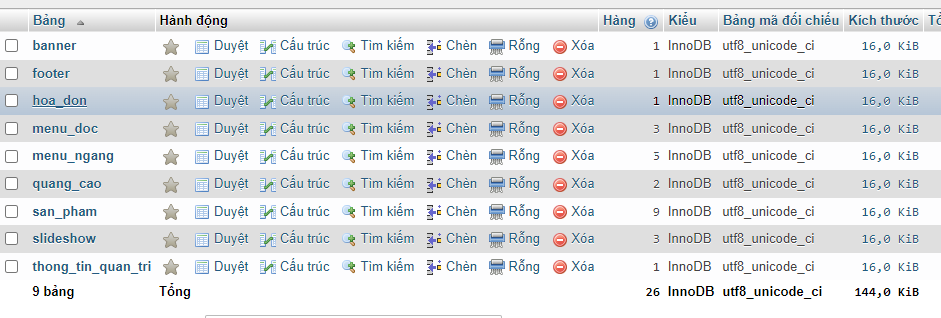 Bảng Hành động Hàng Kiểu Bảng mã đối chiếu Kích thước
banner Duyệt Cấu trúc Tìm kiếm Chèn Rỗng Xóa 1 InnoDB utf8_unicode_ci 16,0 KiB
footer Duyệt Cấu trúc Tìm kiếm Chèn Rỗng Xóa 1 InnoDB utf8_unicode_ci 16,0 KiB
hoa_don Duyệt Cấu trúc Tìm kiếm Chèn Rỗng Xóa 1 InnoDB utf8_unicode_ci 16,0 KiB
menu_doc Duyệt Cấu trúc Tìm kiếm Chèn Rỗng Xóa 3 InnoDB utf8_unicode_ci 16,0 KiB
menu_ngang Duyệt Cấu trúc Tìm kiếm Chèn Rỗng Xóa 5 InnoDB utf8_unicode_ci 16,0 KiB
quang_cao Duyệt Cấu trúc Tìm kiếm Chèn Rỗng Xóa 2 InnoDB utf8_unicode_ci 16,0 KiB
san_pham Duyệt Cấu trúc Tìm kiếm Chèn Rỗng Xóa 9 InnoDB utf8_unicode_ci 16,0 KiB
slideshow Duyệt Cấu trúc Tìm kiếm Chèn Rỗng Xóa 3 InnoDB utf8_unicode_ci 16,0 KiB
thong_tin_quan_tri Duyệt Cấu trúc Tìm kiếm Chèn Rỗng Xóa 1 InnoDB utf8_unicode_ci 16,0 KiB
9 bảng Tổng 26 InnoDB utf8_unicode_ci 144,0 KiB